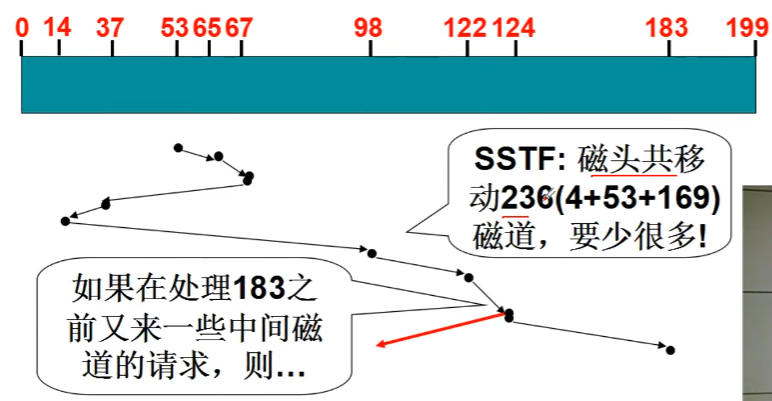 0 14 37 53 65 67 98 122 124 183 199
SSTF: 磁头共移
动236(4+53+169)
磁道，要少很多!
如果在处理183之
前又来一些中间磁
道的请求，则…